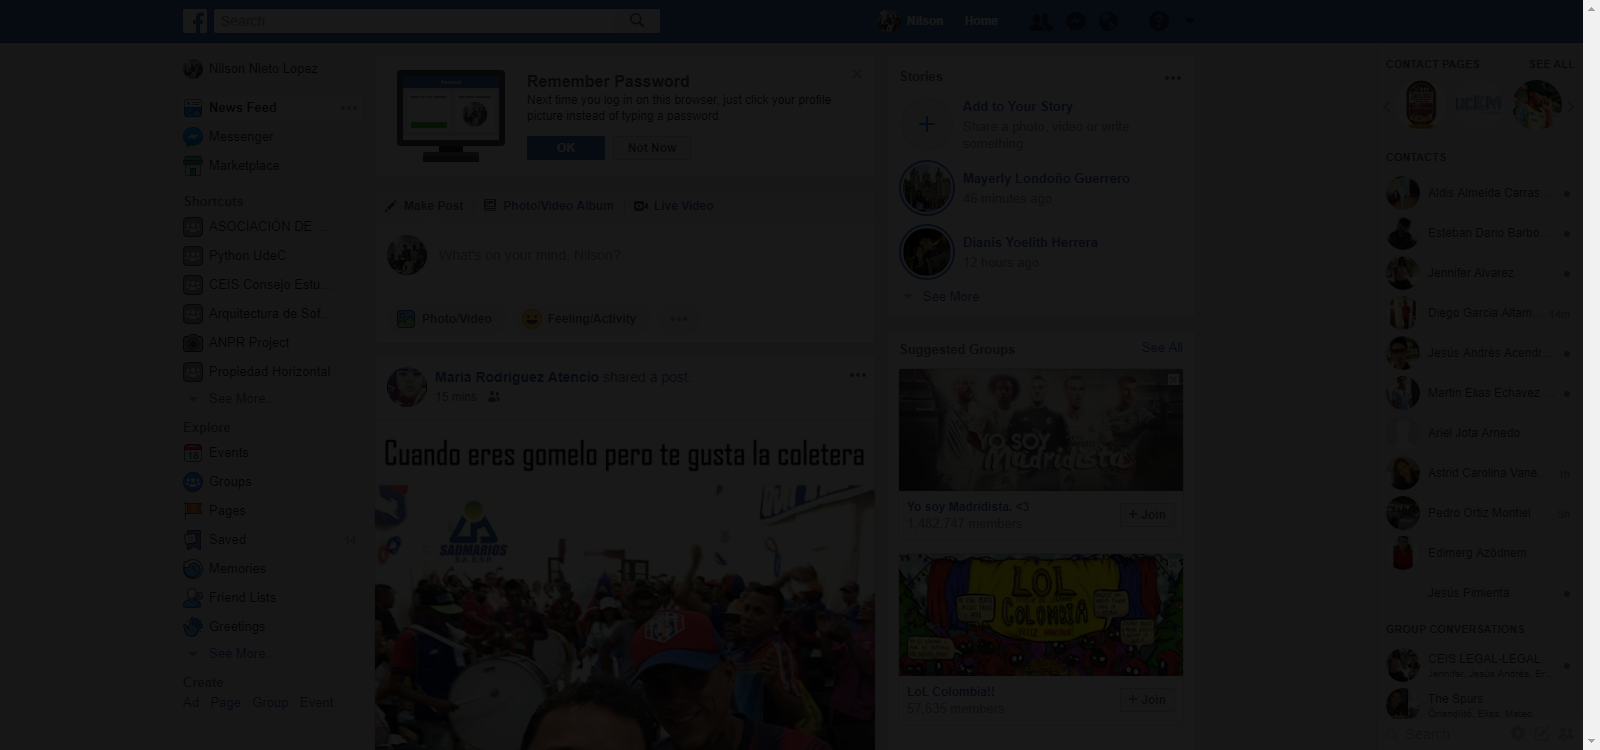 Search
Nilson
Home
Nilson Nieto Lopez
News Feed
Messenger
Marketplace
Shortcuts
ASOCIACIÓN DE ...
Python UdeC
CEIS Consejo Estu...
Arquitectura de Sof...
ANPR Project
Propiedad Horizontal
See More...
Explore
Events
Groups
Pages
Saved
14
Memories
Friend Lists
Greetings
See More...
Create
Ad Page Group Event
Remember Password
Next time you log in on this browser, just click your profile
picture instead of typing a password.
OK
Not Now
Make Post
Photo/Video Album
Live Video
What's on your mind, Nilson?
Photo/Video
Feeling/Activity
Maria Rodriguez Atencio shared a post.
15 mins
Cuando eres gomelo pero te gusta la coletera
SAUMARIOS
Stories
Add to Your Story
Share a photo, video or write
something
Mayerly Londoño Guerrero
46 minutes ago
Dianis Yoelith Herrera
12 hours ago
See More
Suggested Groups
See All
YO SOY
Madridista
Yo soy Madridista. <3
1,482,747 members
+ Join
LOL
COLOMBIA
LoL Colombia!!
57,635 members
+ Join
CONTACT PAGES
SEE ALL
UCEM
CONTACTS
Aldis Almeida Carras...
Esteban Dario Barbo...
Jennifer Alvarez
Diego Garcia Altam...
44m
Jesús Andrés Acendr...
Martin Elias Echavez ...
Ariel Jota Arnedo
Astrid Carolina Vane...
Pedro Ortiz Montiel
Edimerg Azödnem
Jesús Pimienta
GROUP CONVERSATIONS
CEIS LEGAL-LEGAL
Jennifer, Jesús Andrés, Er...
The Spurs
Orlandito, Elias, Mateo
Search